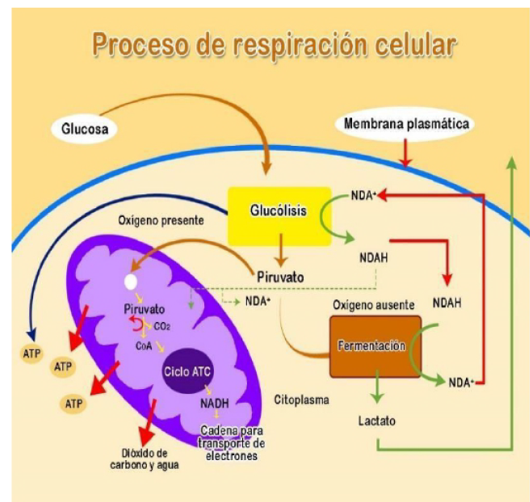 Proceso de respiración celular
Glucosa
Membrana plasmática
Glucólisis
NDA⁺
Oxigeno presente
NDAH
Piruvato
NDA⁺
Oxigeno ausente
NDAH
Piruvato
CO₂
CoA
Fermentación
ATP
ATP
Ciclo ATC
NDA⁺
ATP
NADH
Citoplasma
Lactato
Cadena para
transporte de
electrones
Dióxido de
carbono y agua